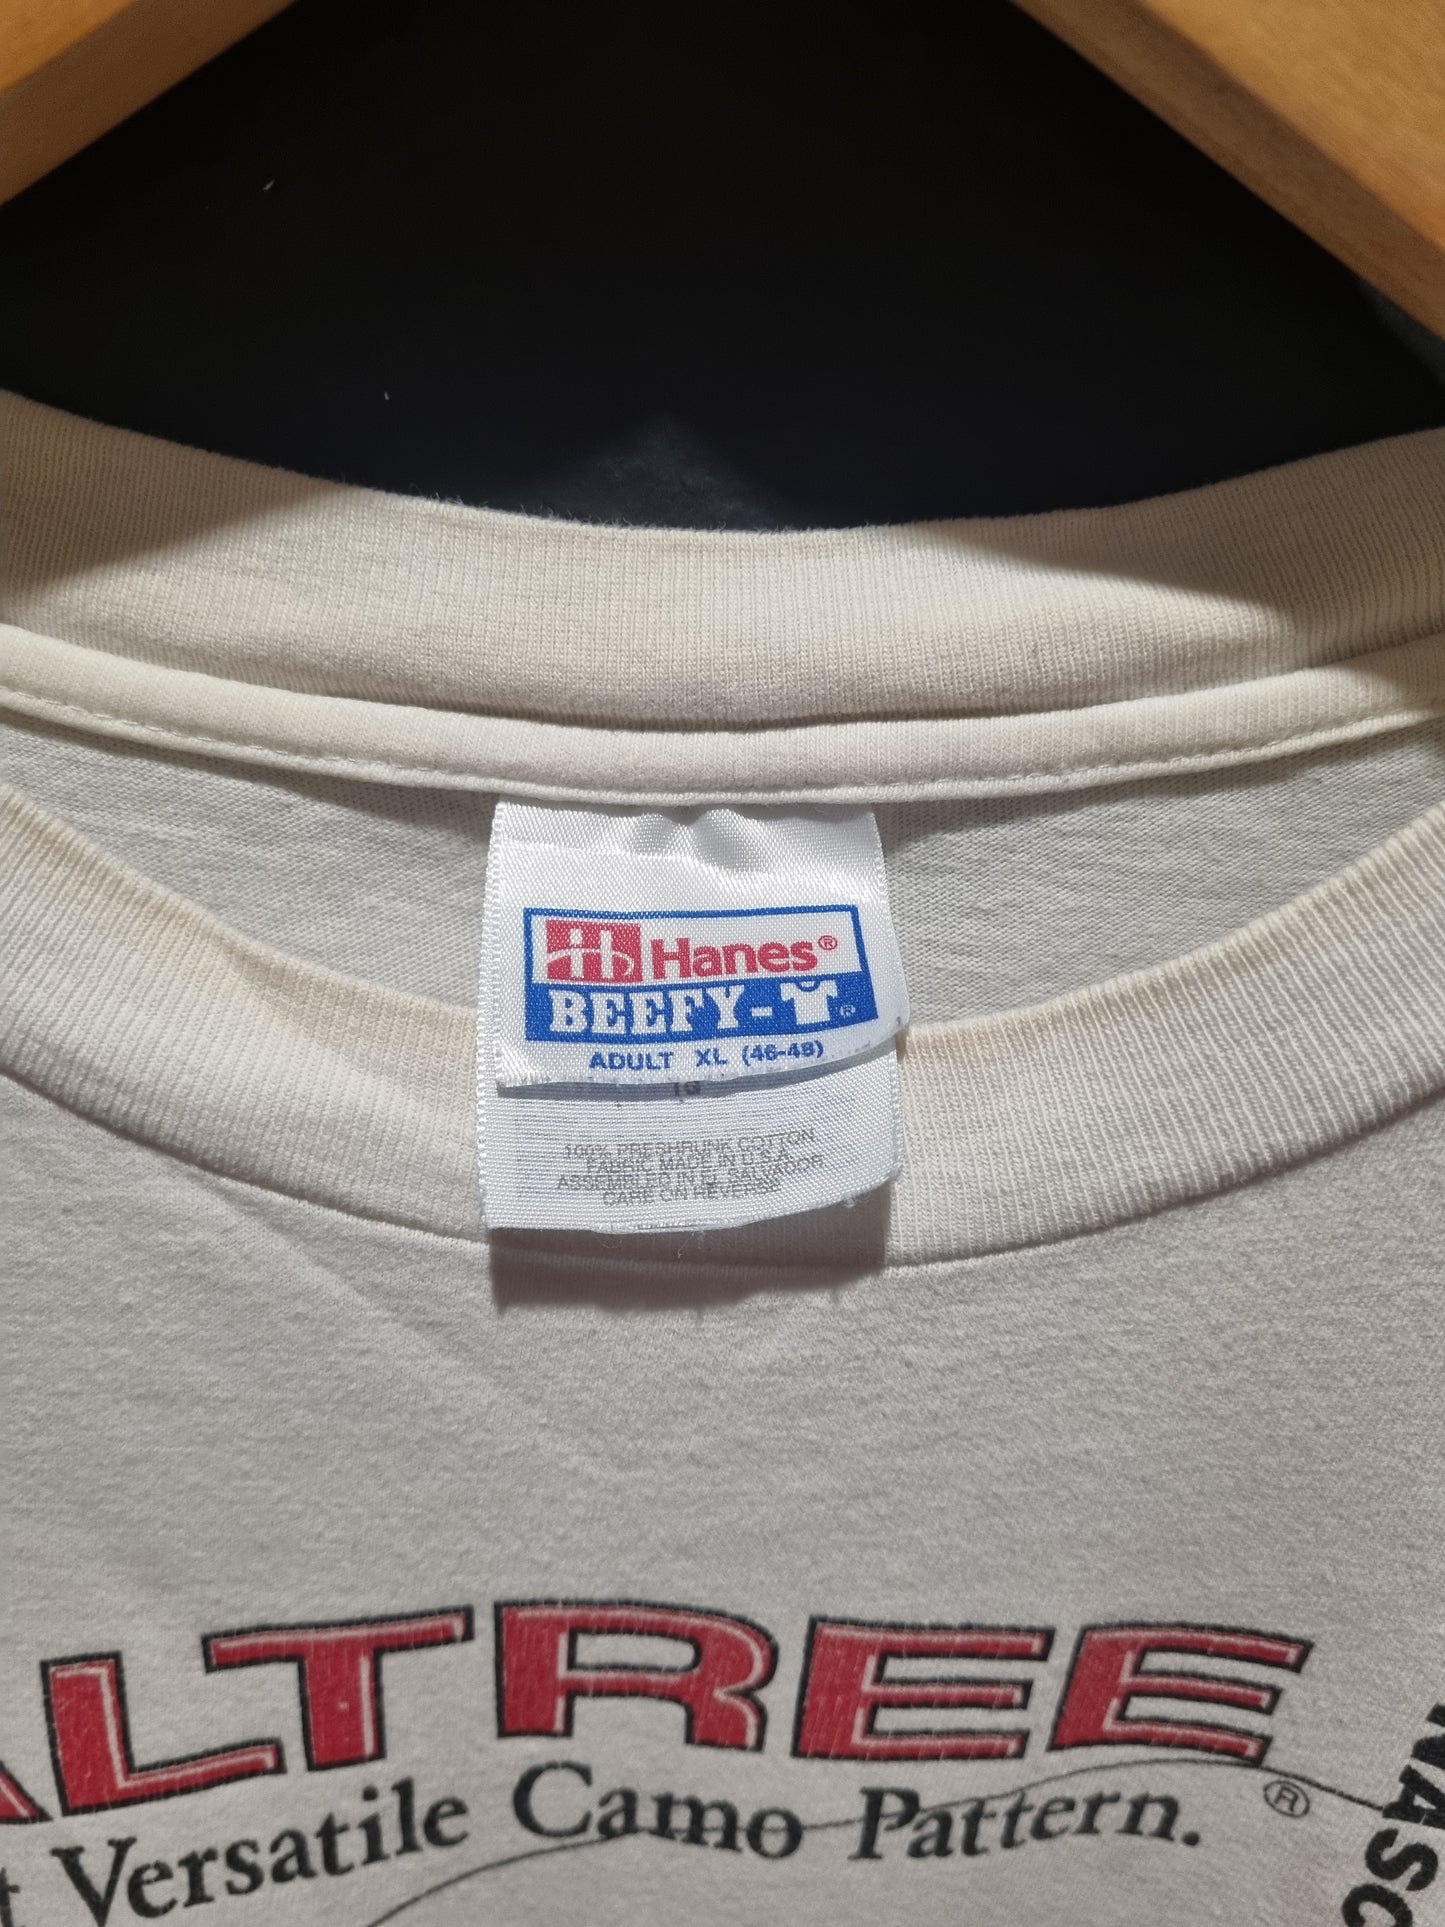 Hanes®
BEEFY-T®
ADULT XL (46-48)
100% PRESHRUNK COTTON
FABRIC MADE IN U.S.A
ASSEMBLED IN EL SALVADOR
CARE ON REVERSE
ALTREE®
t Versatile Camo Pattern.
NASC